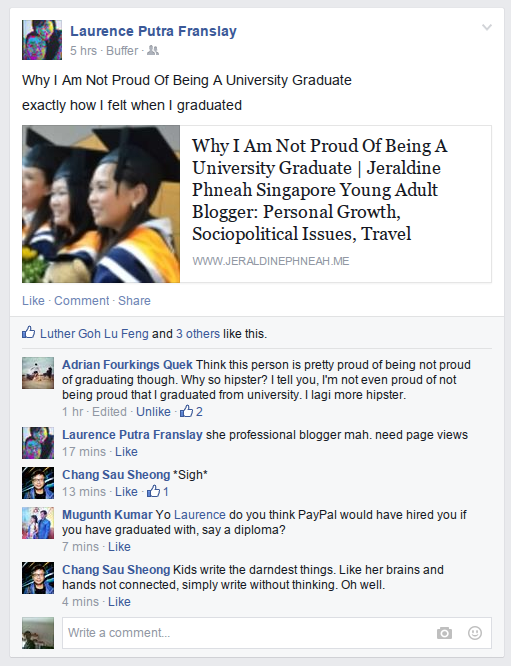 Laurence Putra Franslay
5 hrs · Buffer ·
Why I Am Not Proud Of Being A University Graduate
exactly how I felt when I graduated
Why I Am Not Proud Of Being A
University Graduate | Jeraldine
Phneah Singapore Young Adult
Blogger: Personal Growth,
Sociopolitical Issues, Travel
WWW.JERALDINEPHNEAH.ME
Like · Comment · Share
Luther Goh Lu Feng and 3 others like this.
Adrian Fourkings Quek Think this person is pretty proud of being not proud
of graduating though. Why so hipster? I tell you, I'm not even proud of not
being proud that I graduated from university. I lagi more hipster.
1 hr · Edited · Unlike · 2
Laurence Putra Franslay she professional blogger mah. need page views
17 mins · Like
Chang Sau Sheong *Sigh*
13 mins · Like · 1
Mugunth Kumar Yo Laurence do you think PayPal would have hired you if
you have graduated with, say a diploma?
7 mins · Like
Chang Sau Sheong Kids write the darndest things. Like her brains and
hands not connected, simply write without thinking. Oh well.
4 mins · Like
Write a comment...